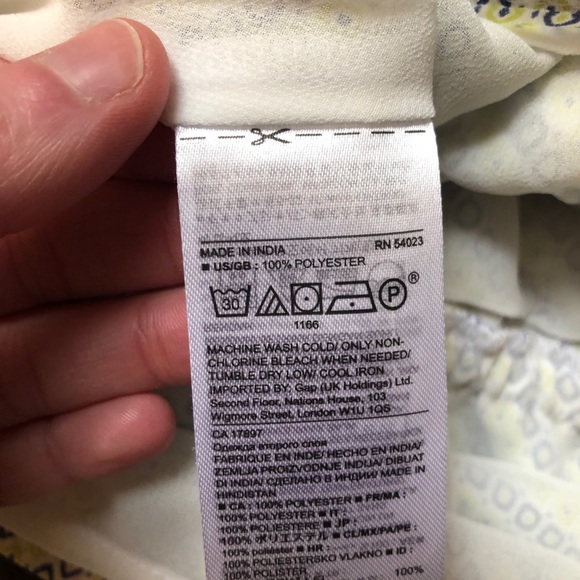 MADE IN INDIA RN 54023
■ US/GB : 100% POLYESTER
30 P ®
1166
MACHINE WASH COLD/ ONLY NON-
CHLORINE BLEACH WHEN NEEDED/
TUMBLE DRY LOW/ COOL IRON
IMPORTED BY: Gap (UK Holdings) Ltd.
Second Floor, Nations House, 103
Wigmore Street, London W1U 1QS
CA 17897
Одежда второго слоя
FABRIQUE EN INDE/ HECHO EN INDIA/
ZEMLJA PROIZVODNJE INDIJA/ DIBUAT
DI INDIA/ СДЕЛАНО В ИНДИИ/ MADE IN
HINDISTAN
■ CA : 100% POLYESTER ■ FR/MA :
100% POLYESTER ■ IT :
100% POLIESTERE ■ JP :
100% ポリエステル ■ CL/MX/PA/PE :
100% poliéster ■ HR :
100% POLIESTERSKO VLAKNO ■ ID :
100% POLIESTER 100%